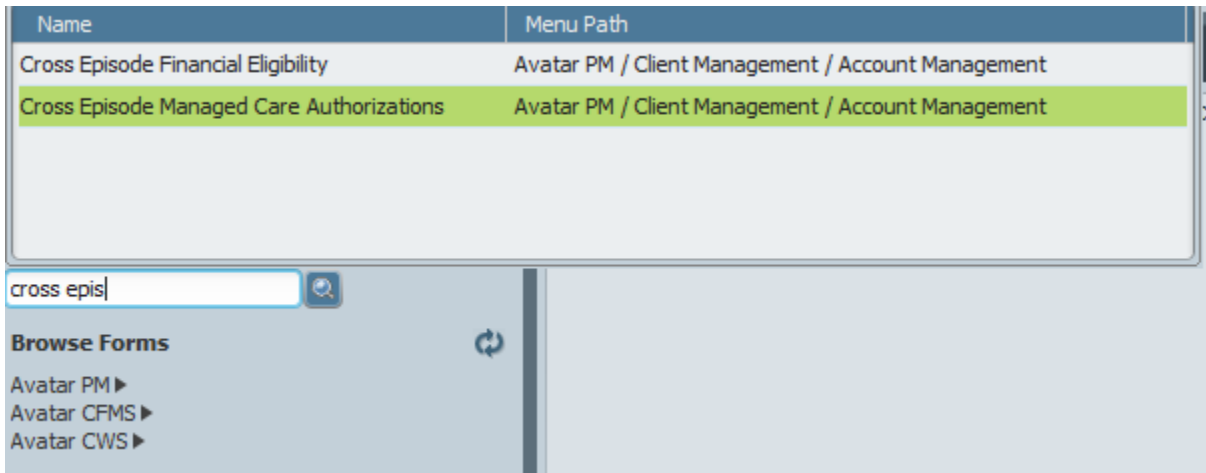 Name Menu Path
Cross Episode Financial Eligibility Avatar PM / Client Management / Account Management
Cross Episode Managed Care Authorizations Avatar PM / Client Management / Account Management
cross epis
Browse Forms
Avatar PM
Avatar CFMS
Avatar CWS